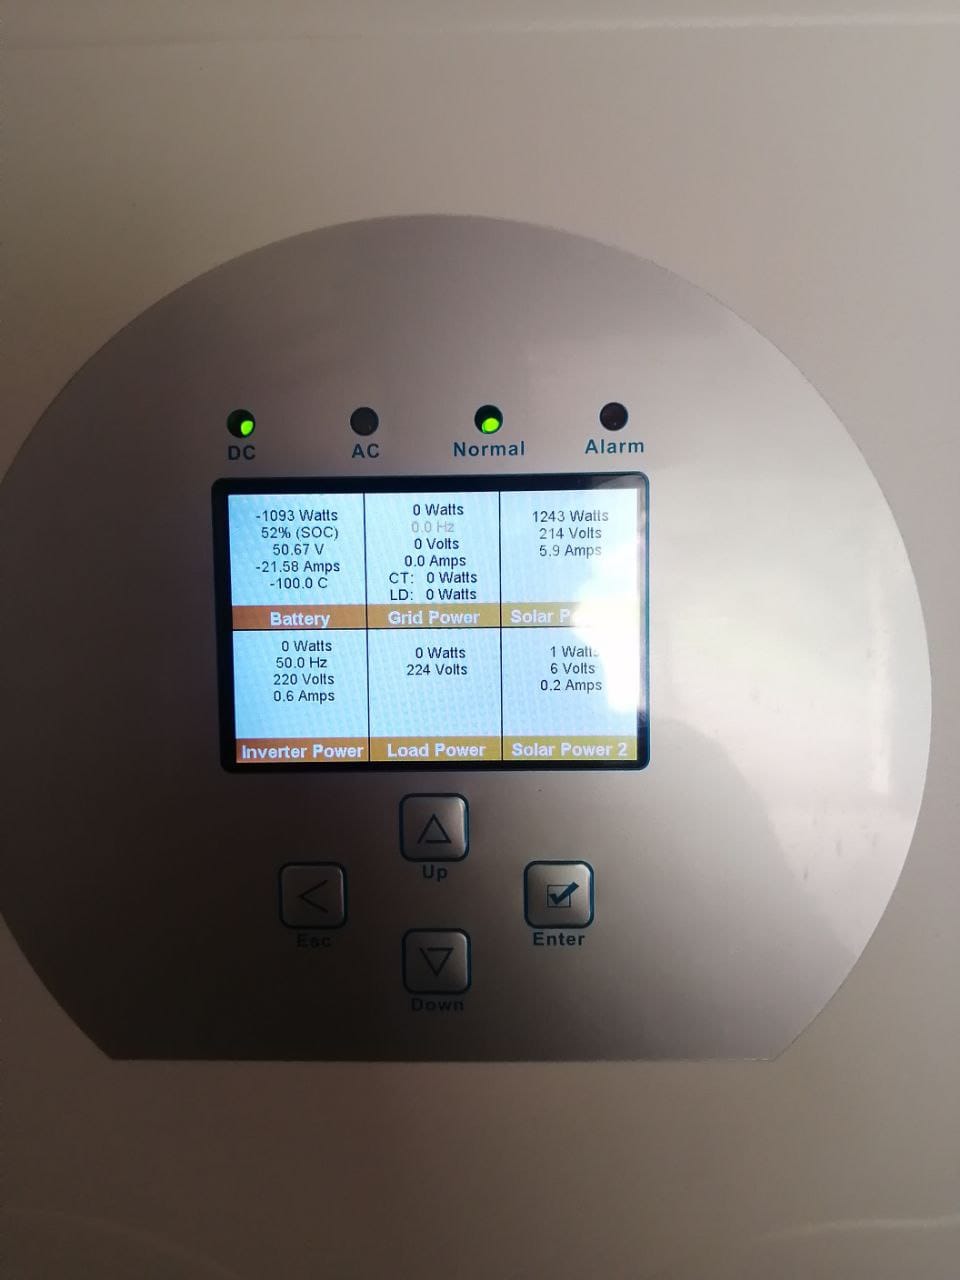 DC AC Normal Alarm
-1093 Watts
52% (SOC)
50.67 V
-21.58 Amps
-100.0 C
Battery
0 Watts
0.0 Hz
0 Volts
0.0 Amps
CT: 0 Watts
LD: 0 Watts
Grid Power
1243 Watts
214 Volts
5.9 Amps
Solar
0 Watts
50.0 Hz
220 Volts
0.6 Amps
Inverter Power
0 Watts
224 Volts
Load Power
1 Watts
6 Volts
0.2 Amps
Solar Power 2
Up
Esc
Enter
Down